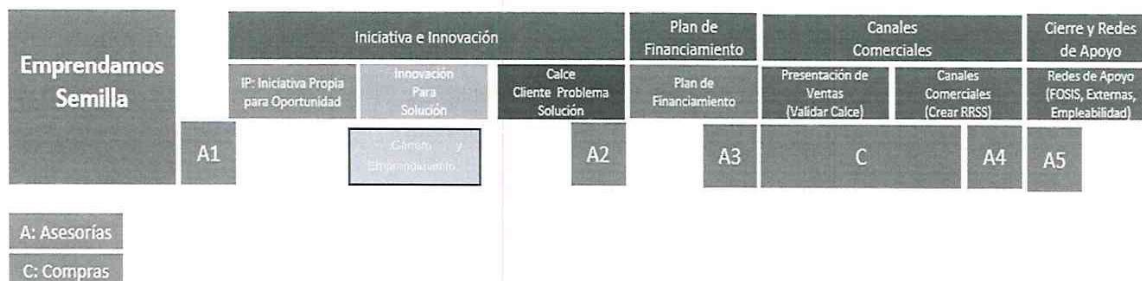 Emprendamos
Semilla
Iniciativa e Innovación
Plan de
Financiamiento
Canales
Comerciales
Cierre y Redes
de Apoyo
IP: Iniciativa Propia
para Oportunidad
Innovación
Para
Solución
Calce
Cliente Problema
Solución
Plan de
Financiamiento
Presentación de
Ventas
(Validar Calce)
Canales
Comerciales
(Crear RRSS)
Redes de Apoyo
(FOSIS, Externas,
Empleabilidad)
A1
Género y
Emprendimiento
A2
A3
C
A4
A5
A: Asesorías
C: Compras